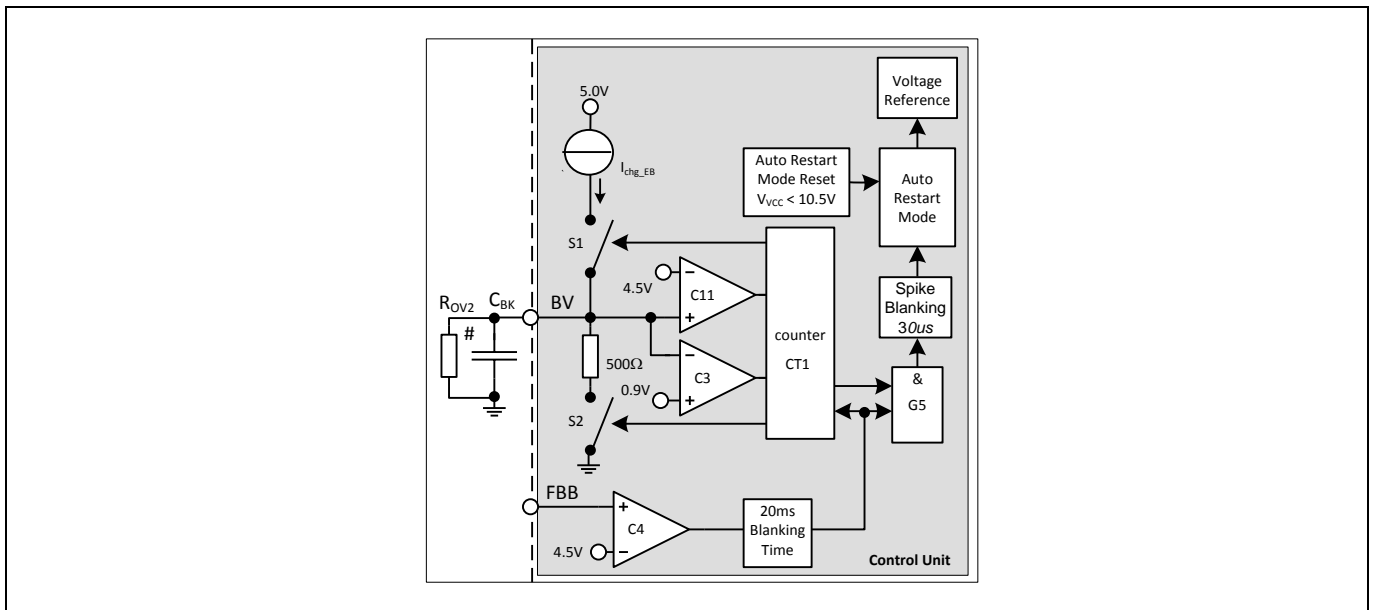 Voltage
Reference
5.0V
I_chg_EB
Auto Restart
Mode Reset
V_VCC < 10.5V
Auto
Restart
Mode
S1
4.5V
C11
R_OV2
C_BK
BV
#
Spike
Blanking
30us
counter
CT1
500Ω
C3
0.9V
&
G5
S2
FBB
C4
4.5V
20ms
Blanking
Time
Control Unit